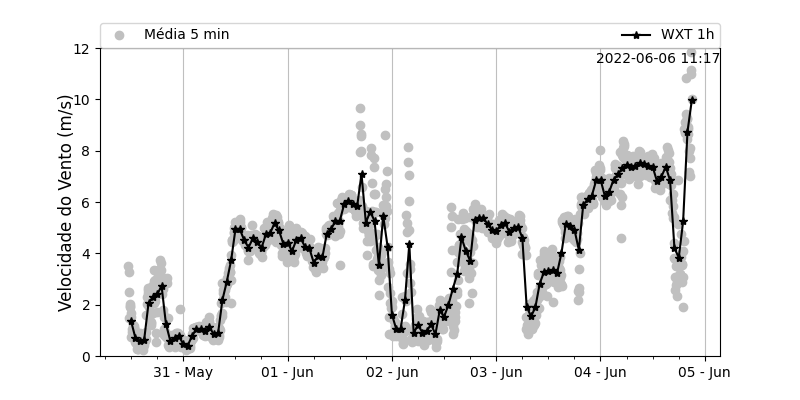 Média 5 min
WXT 1h
2022-06-06 11:17
Velocidade do Vento (m/s)
12
10
8
6
4
2
0
31 - May
01 - Jun
02 - Jun
03 - Jun
04 - Jun
05 - Jun